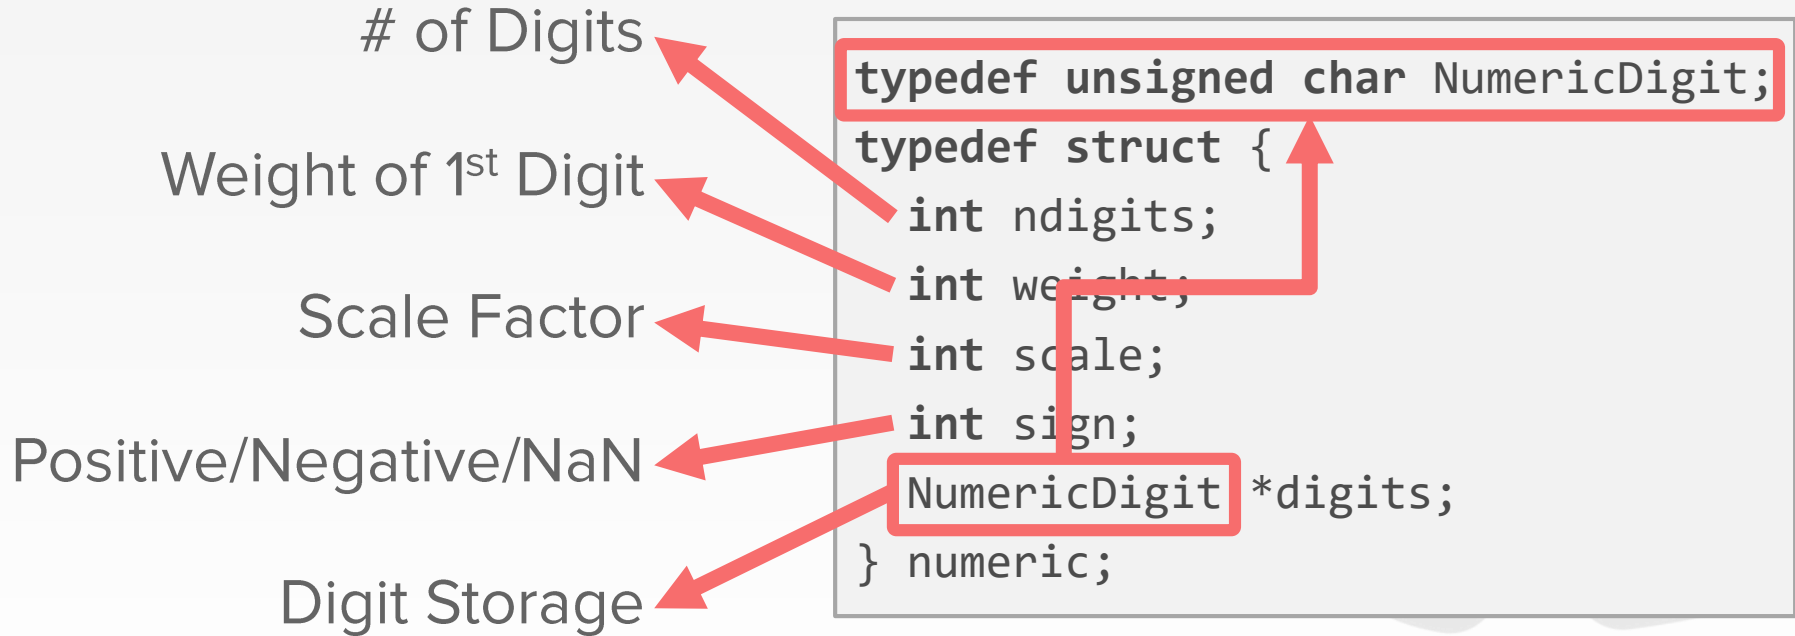 # of Digits
Weight of 1st Digit
Scale Factor
Positive/Negative/NaN
Digit Storage
typedef unsigned char NumericDigit;
typedef struct {
int ndigits;
int weight;
int scale;
int sign;
NumericDigit *digits;
} numeric;